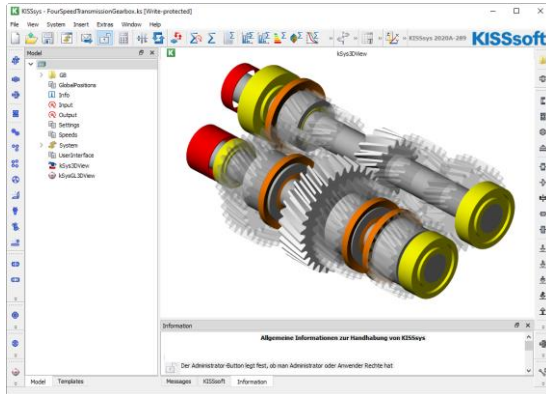 KISSsys - FourSpeedTransmissionGearbox.ks [Write-protected]
File View System Insert Extras Window Help
KISSsys 2020A-289 KISSsoft
Model
kSys3DView
GB
GlobalPositions
Info
Input
Output
Settings
Speeds
System
UserInterface
kSys3DView
kSysGL3DView
Information
Allgemeine Informationen zur Handhabung von KISSsys
Der Administrator-Button legt fest, ob man Administrator oder Anwender Rechte hat
Model Templates Messages KISSsoft Information